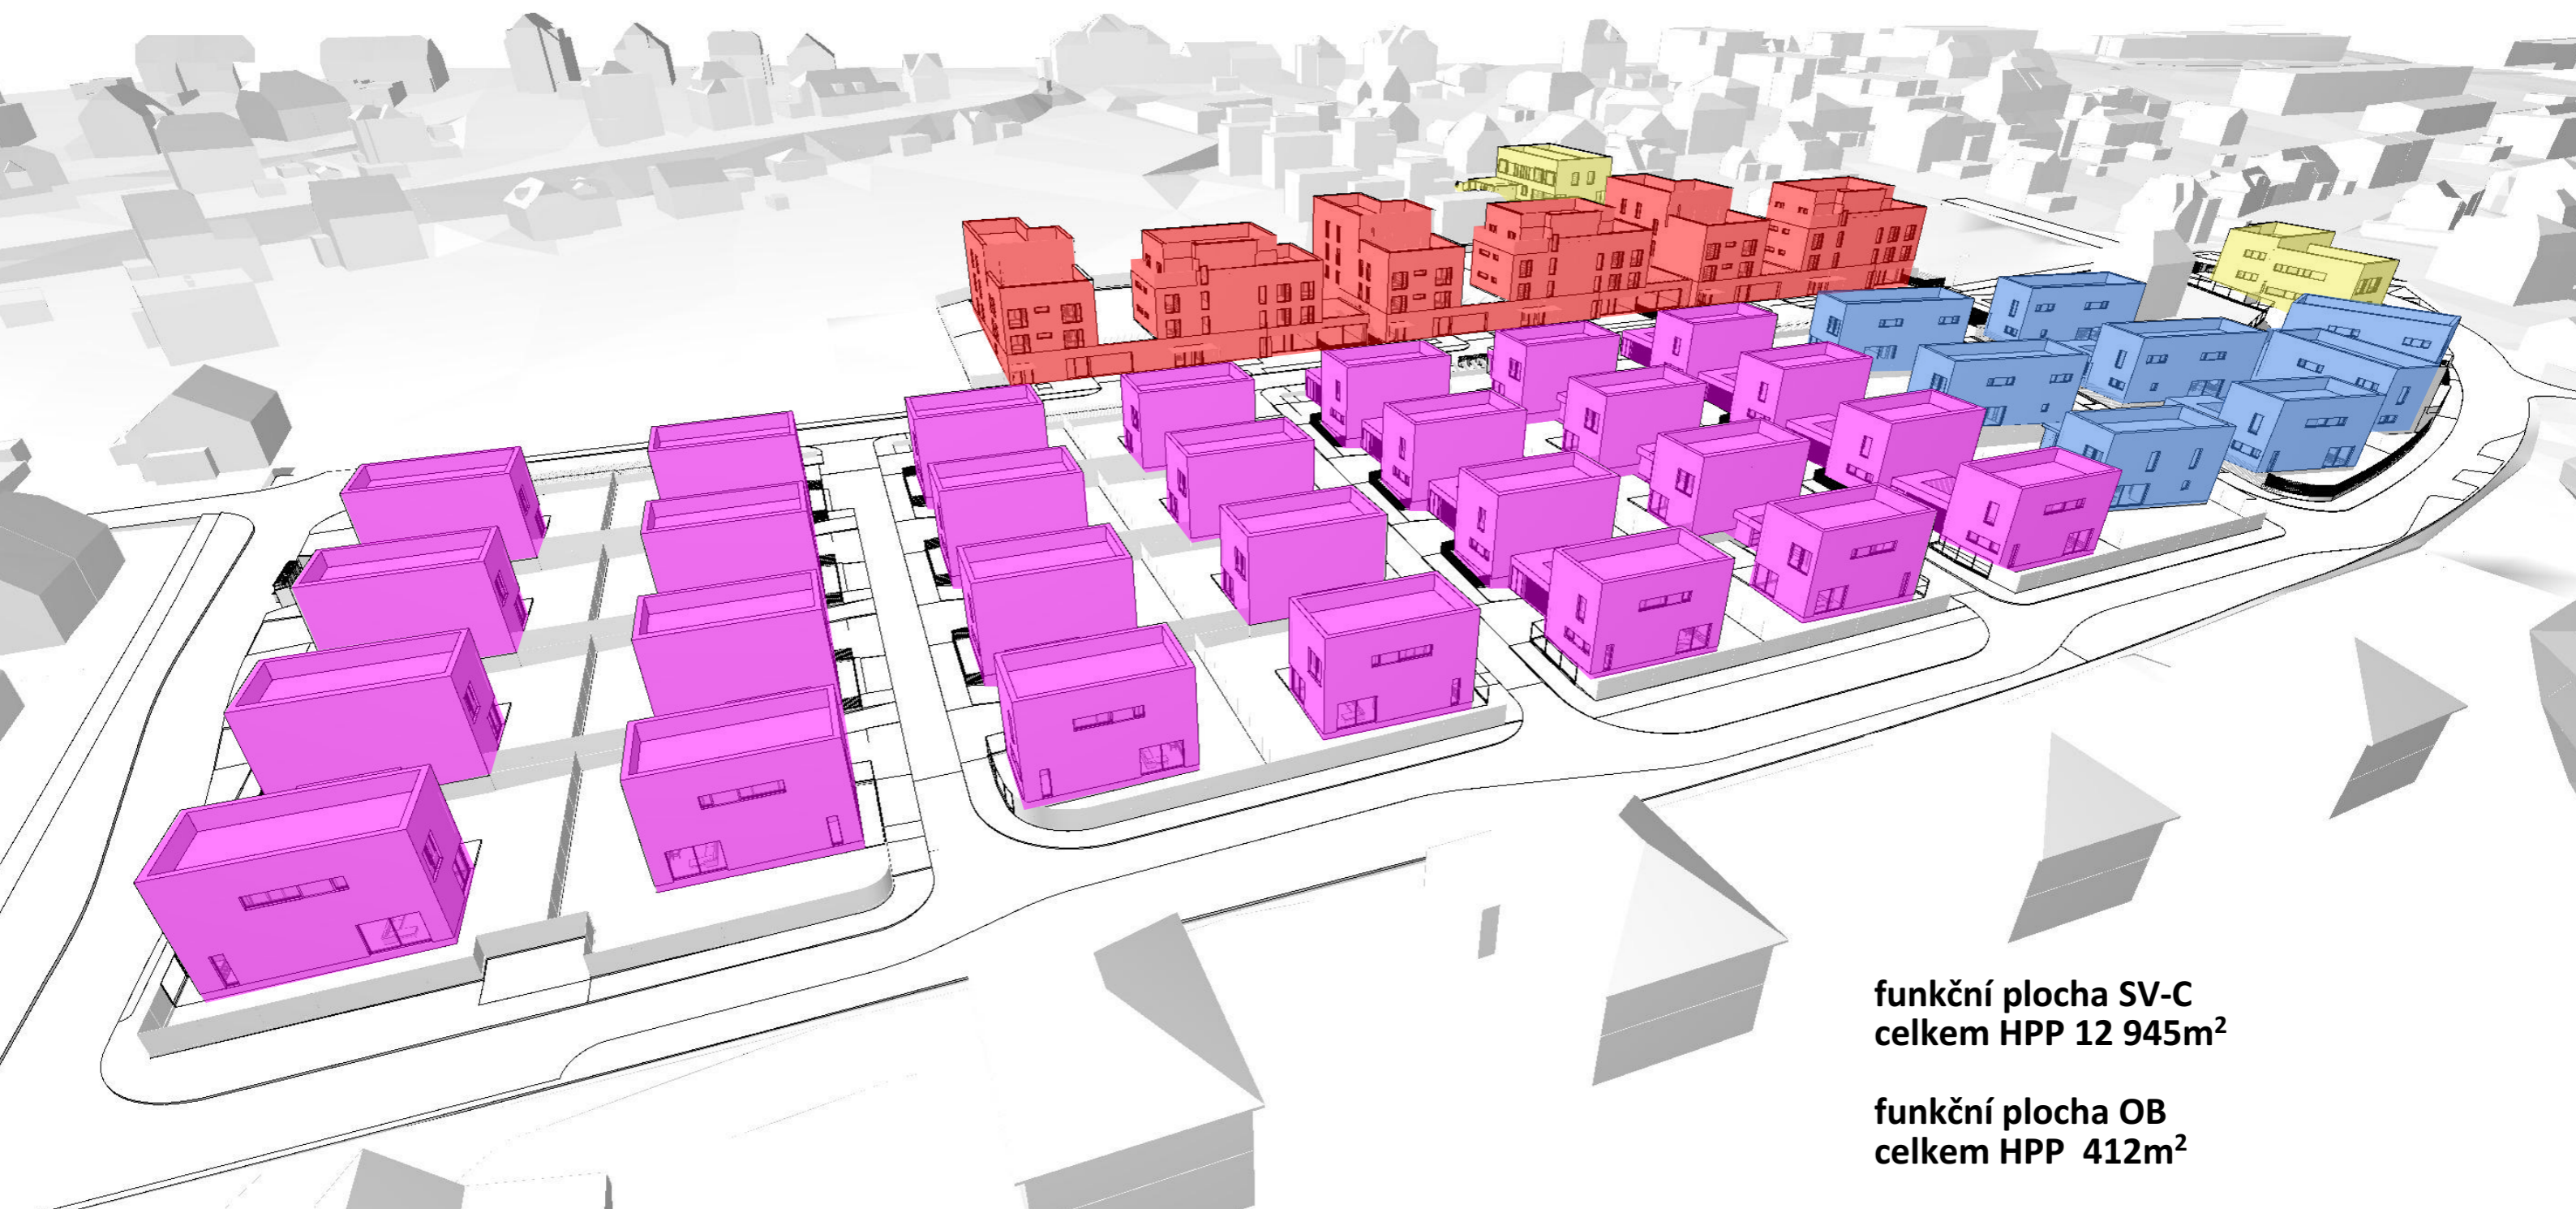 funkční plocha SV-C
celkem HPP 12 945m²
funkční plocha OB
celkem HPP 412m²